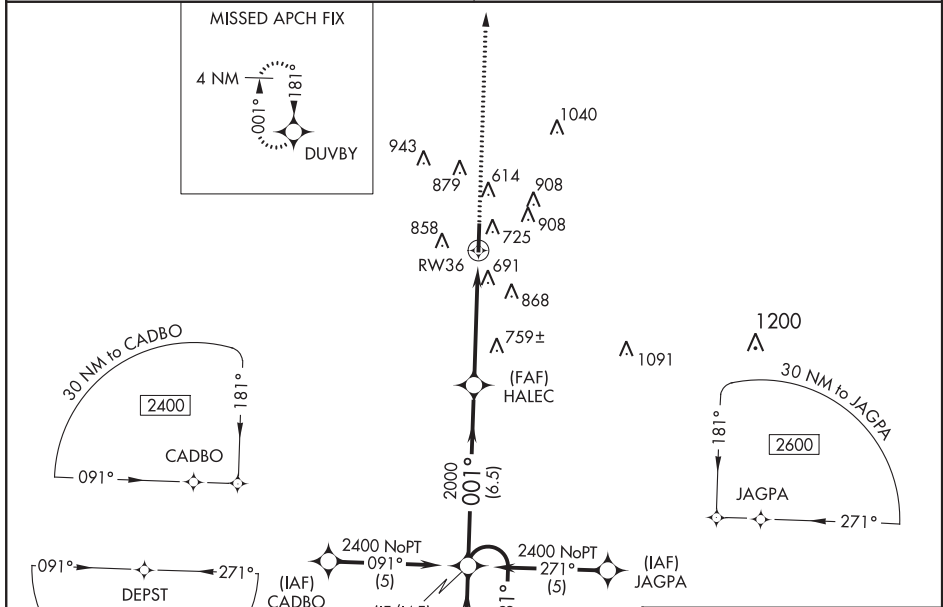 MISSED APCH FIX
4 NM
181°
001°
DUVBY
1040
943
879
614
908
908
858
725
RW36
691
868
759±
1091
1200
(FAF)
HALEC
30 NM to CADBO
2400
181°
CADBO
091°
30 NM to JAGPA
2600
181°
JAGPA
271°
2000
001°
(6.5)
2400 NoPT
091°
(5)
2400 NoPT
271°
(5)
(IAF)
CADBO
(IAF)
JAGPA
091°
271°
DEPST